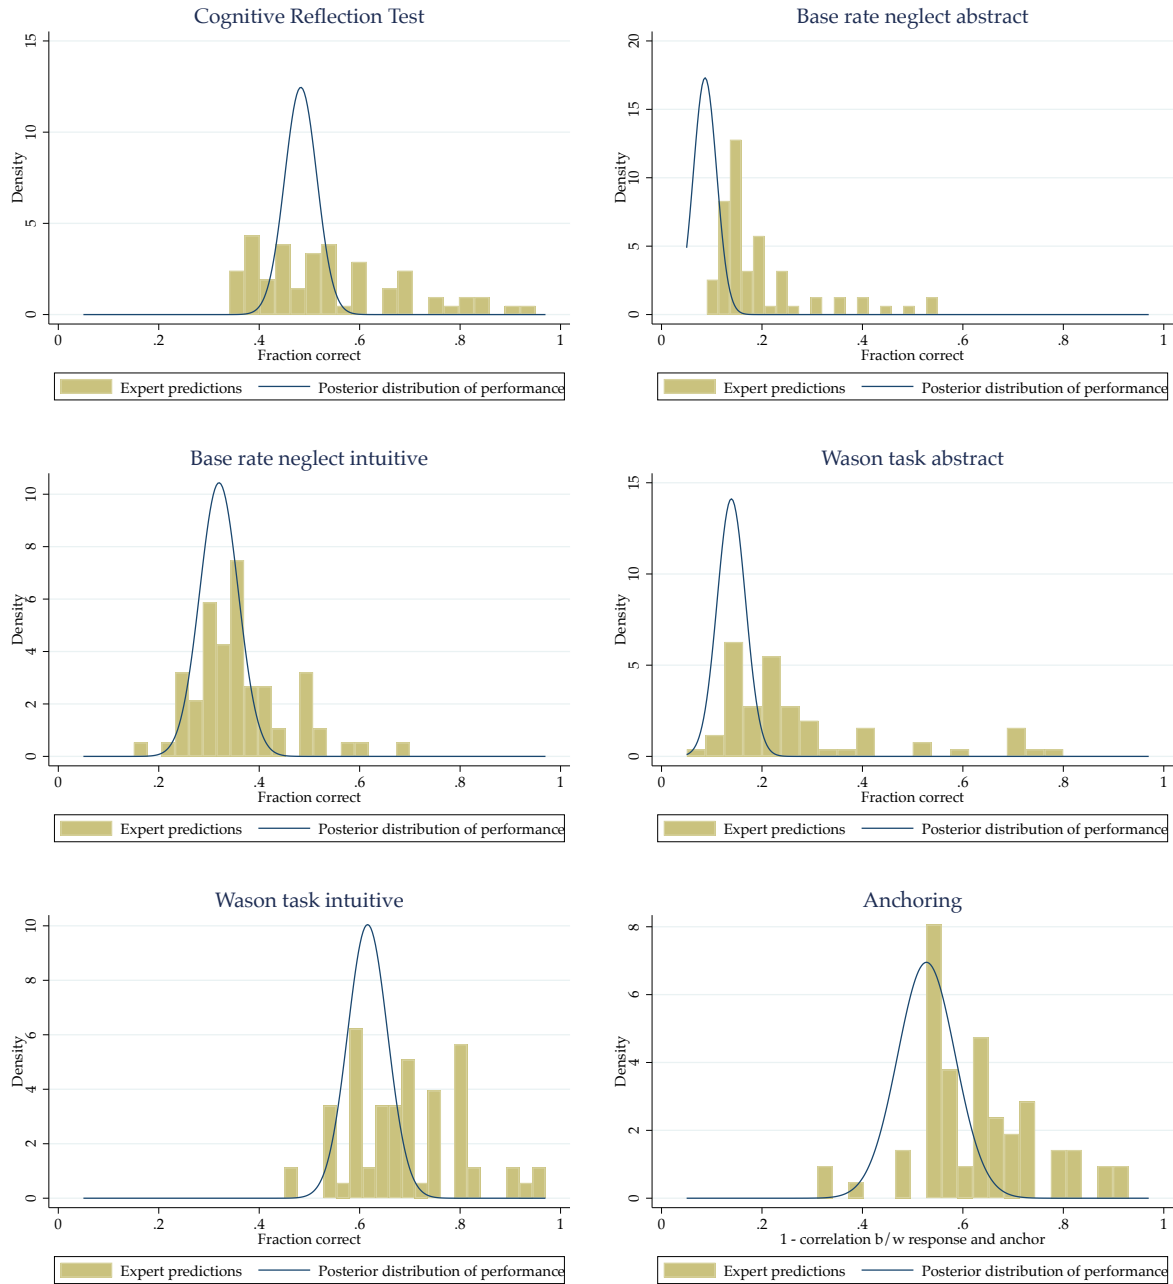 Cognitive Reflection Test
Density
0 5 10 15
0 .2 .4 .6 .8 1
Fraction correct
Expert predictions Posterior distribution of performance
Base rate neglect abstract
Density
0 5 10 15 20
0 .2 .4 .6 .8 1
Fraction correct
Expert predictions Posterior distribution of performance
Base rate neglect intuitive
Density
0 2 4 6 8 10
0 .2 .4 .6 .8 1
Fraction correct
Expert predictions Posterior distribution of performance
Wason task abstract
Density
0 5 10 15
0 .2 .4 .6 .8 1
Fraction correct
Expert predictions Posterior distribution of performance
Wason task intuitive
Density
0 2 4 6 8 10
0 .2 .4 .6 .8 1
Fraction correct
Expert predictions Posterior distribution of performance
Anchoring
Density
0 2 4 6 8
0 .2 .4 .6 .8 1
1 - correlation b/w response and anchor
Expert predictions Posterior distribution of performance